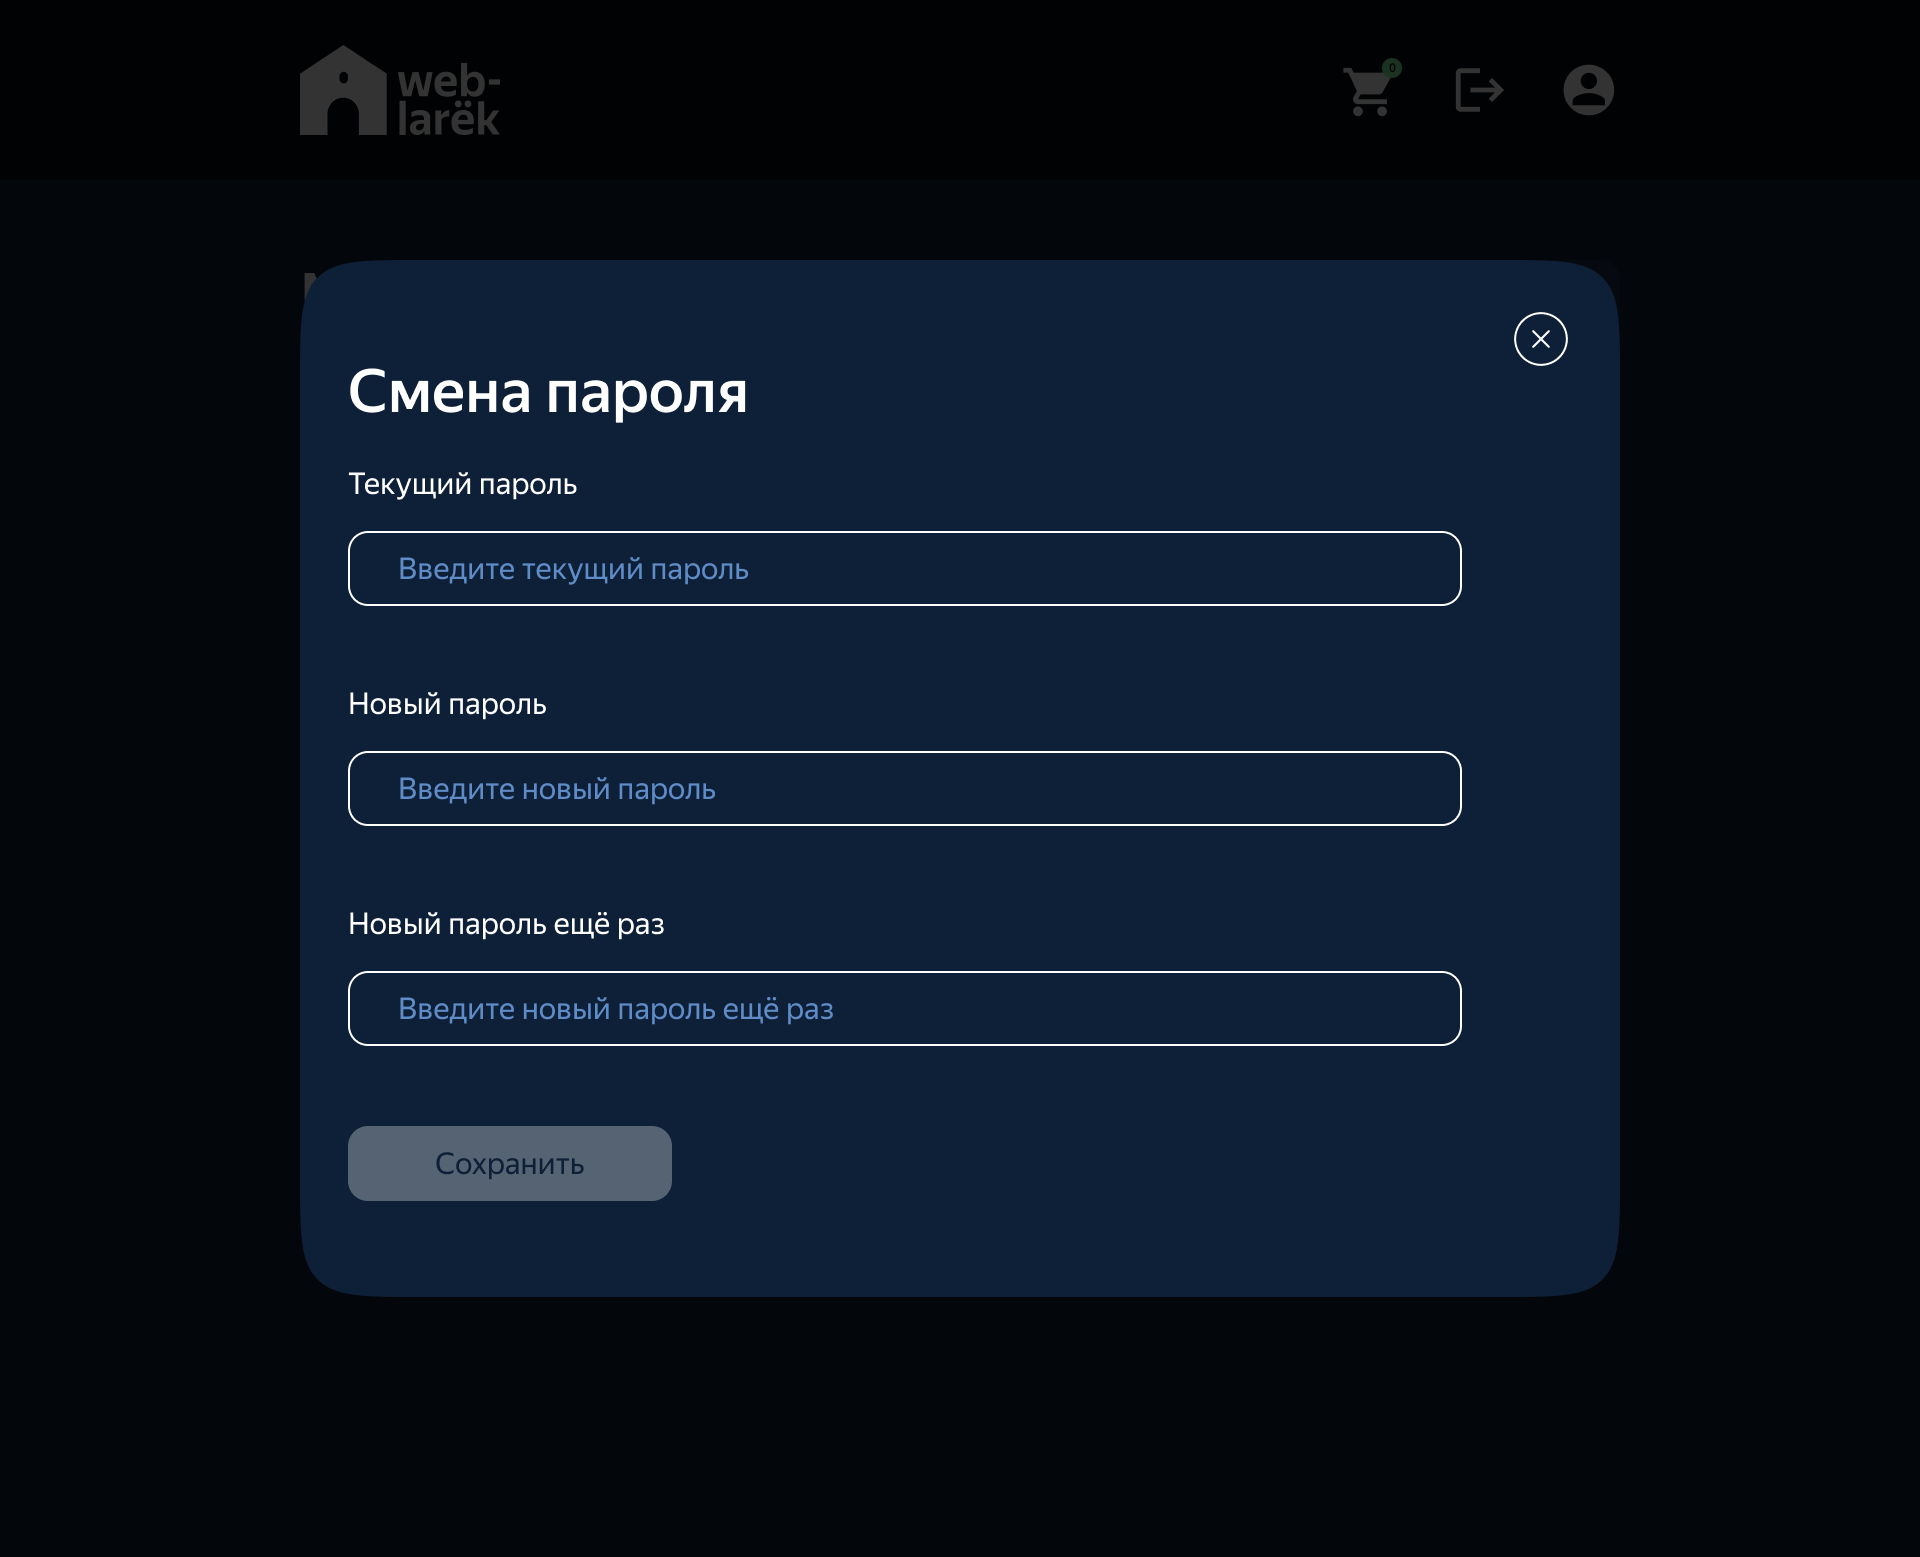 web-
larёk
0
Смена пароля
Текущий пароль
Введите текущий пароль
Новый пароль
Введите новый пароль
Новый пароль ещё раз
Введите новый пароль ещё раз
Сохранить